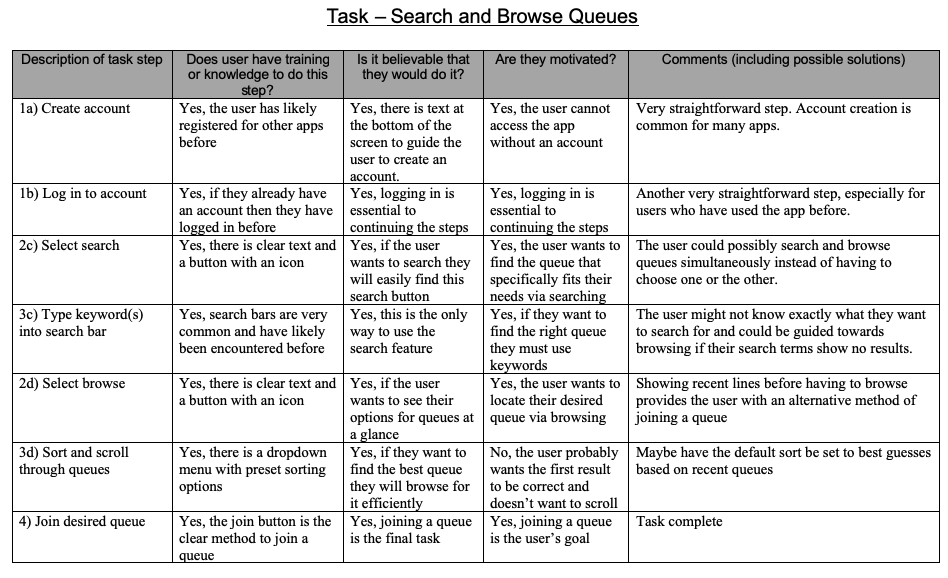 Task – Search and Browse Queues
Description of task step
Does user have training
or knowledge to do this
step?
Is it believable that
they would do it?
Are they motivated?
Comments (including possible solutions)
1a) Create account
Yes, the user has likely
registered for other apps
before
Yes, there is text at
the bottom of the
screen to guide the
user to create an
account.
Yes, the user cannot
access the app
without an account
Very straightforward step. Account creation is
common for many apps.
1b) Log in to account
Yes, if they already have
an account then they have
logged in before
Yes, logging in is
essential to
continuing the steps
Yes, logging in is
essential to
continuing the steps
Another very straightforward step, especially for
users who have used the app before.
2c) Select search
Yes, there is clear text and
a button with an icon
Yes, if the user
wants to search they
will easily find this
search button
Yes, the user wants to
find the queue that
specifically fits their
needs via searching
The user could possibly search and browse
queues simultaneously instead of having to
choose one or the other.
3c) Type keyword(s)
into search bar
Yes, search bars are very
common and have likely
been encountered before
Yes, this is the only
way to use the
search feature
Yes, if they want to
find the right queue
they must use
keywords
The user might not know exactly what they want
to search for and could be guided towards
browsing if their search terms show no results.
2d) Select browse
Yes, there is clear text and
a button with an icon
Yes, if the user
wants to see their
options for queues at
a glance
Yes, the user wants to
locate their desired
queue via browsing
Showing recent lines before having to browse
provides the user with an alternative method of
joining a queue
3d) Sort and scroll
through queues
Yes, there is a dropdown
menu with preset sorting
options
Yes, if they want to
find the best queue
they will browse for
it efficiently
No, the user probably
wants the first result
to be correct and
doesn't want to scroll
Maybe have the default sort be set to best guesses
based on recent queues
4) Join desired queue
Yes, the join button is the
clear method to join a
queue
Yes, joining a queue
is the final task
Yes, joining a queue
is the user's goal
Task complete